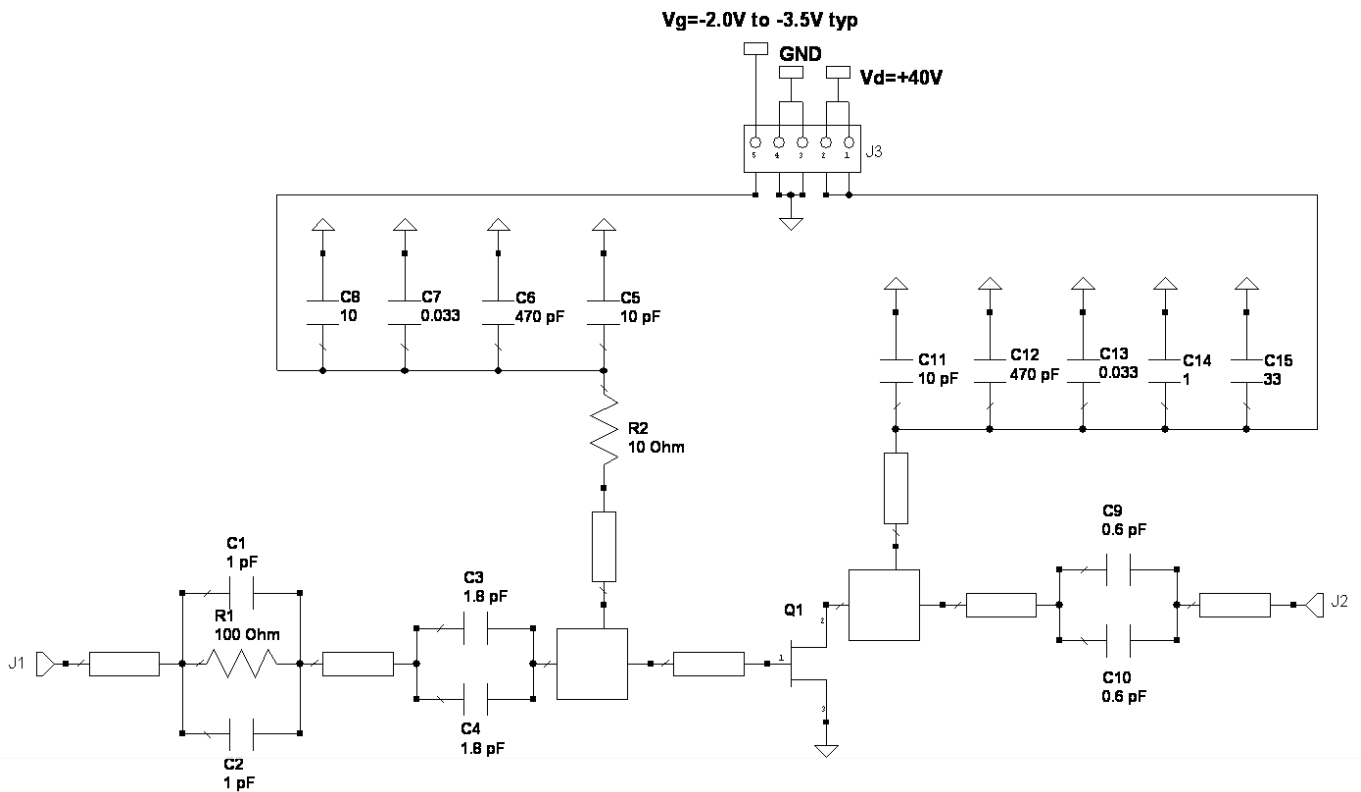 Vg=-2.0V to -3.5V typ
GND
Vd=+40V
5 4 3 2 1
J3
C8
10
C7
0.033
C6
470 pF
C5
10 pF
C11
10 pF
C12
470 pF
C13
0.033
C14
1
C15
33
R2
10 Ohm
C9
0.6 pF
C1
1 pF
C3
1.8 pF
R1
100 Ohm
Q1
2
J2
J1
1
C10
0.6 pF
3
C4
1.8 pF
C2
1 pF